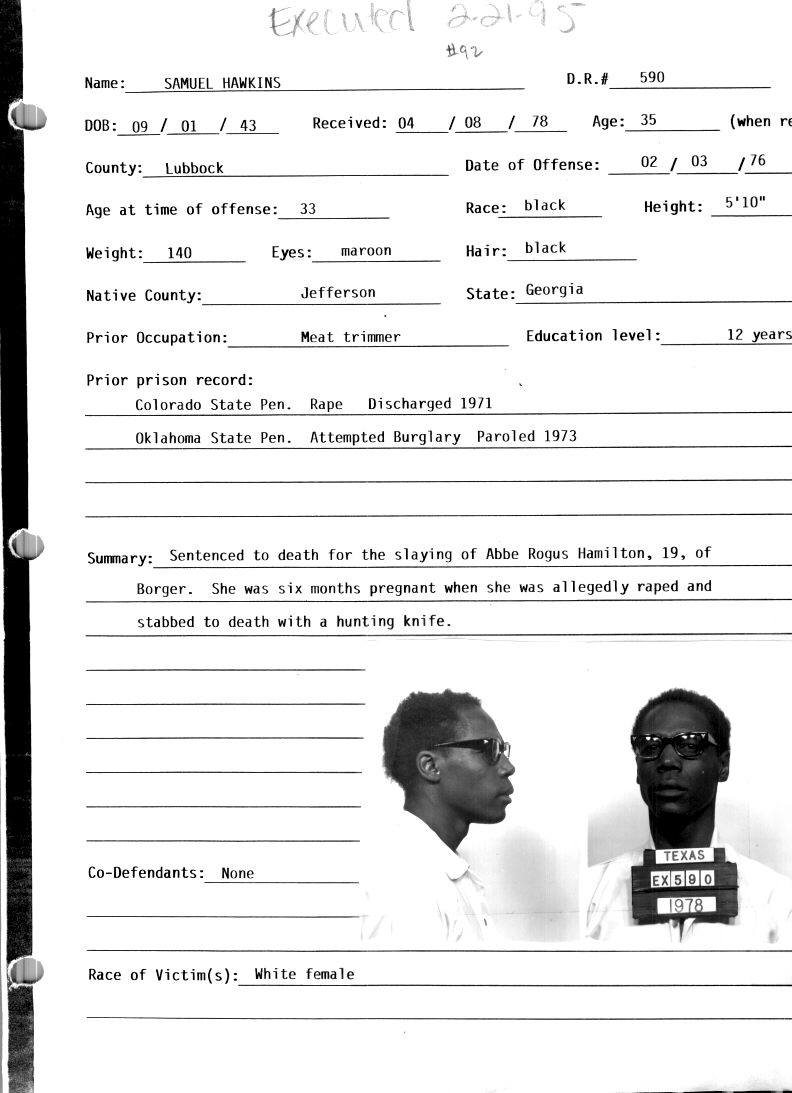 Executed 2-21-95
#92
Name: SAMUEL HAWKINS D.R.# 590
DOB: 09 / 01 / 43 Received: 04 / 08 / 78 Age: 35 (when re
County: Lubbock Date of Offense: 02 / 03 / 76
Age at time of offense: 33 Race: black Height: 5'10"
Weight: 140 Eyes: maroon Hair: black
Native County: Jefferson State: Georgia
Prior Occupation: Meat trimmer Education level: 12 years
Prior prison record:
Colorado State Pen. Rape Discharged 1971
Oklahoma State Pen. Attempted Burglary Paroled 1973
Summary: Sentenced to death for the slaying of Abbe Rogus Hamilton, 19, of
Borger. She was six months pregnant when she was allegedly raped and
stabbed to death with a hunting knife.
TEXAS
EX 590
1978
Co-Defendants: None
Race of Victim(s): White female